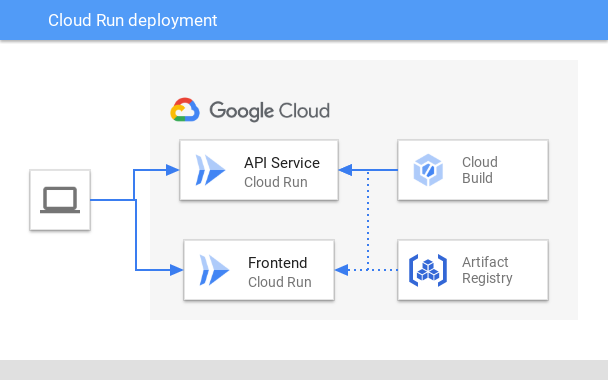 Cloud Run deployment
Google Cloud
API Service
Cloud Run
Cloud
Build
Frontend
Cloud Run
Artifact
Registry